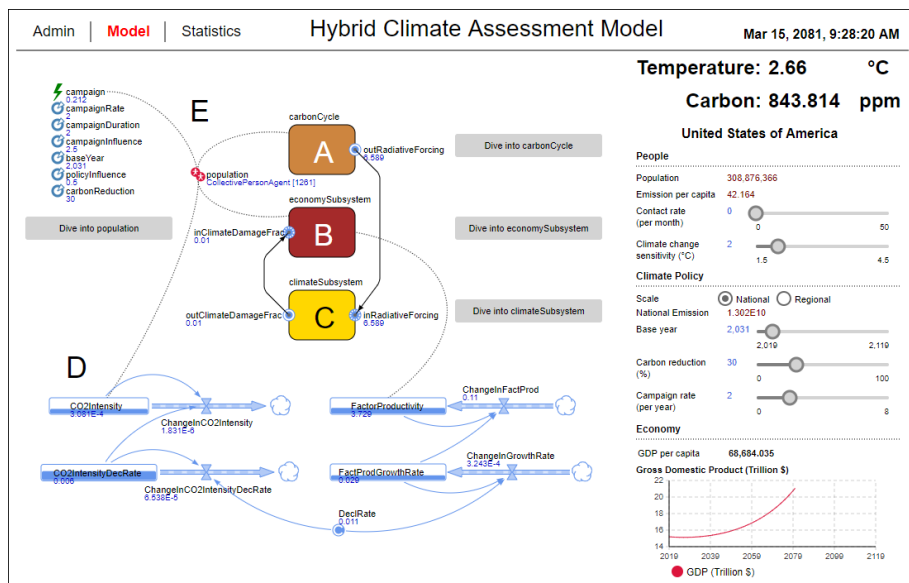 Admin | Model | Statistics
Hybrid Climate Assessment Model
Mar 15, 2081, 9:28:20 AM
campaign
0.212
campaignRate
2
campaignDuration
2
campaignInfluence
2.5
baseYear
2,031
policyInfluence
0.5
carbonReduction
30
Dive into population
E
population
CollectivePersonAgent [1261]
carbonCycle
A
outRadiativeForcing
6.589
economySubsystem
B
inClimateDamageFrac
0.01
climateSubsystem
C
outClimateDamageFrac
0.01
inRadiativeForcing
6.589
Dive into carbonCycle
Dive into economySubsystem
Dive into climateSubsystem
D
CO2Intensity
3.081E-4
ChangeInCO2Intensity
1.831E-6
CO2IntensityDecRate
0.006
ChangeInCO2IntensityDecRate
6.538E-5
FactorProductivity
3.729
ChangeInFactProd
0.11
FactProdGrowthRate
0.029
ChangeInGrowthRate
3.243E-4
DeclRate
0.011
Temperature: 2.66 °C
Carbon: 843.814 ppm
United States of America
People
Population 308,876,366
Emission per capita 42.164
Contact rate (per month) 0
0 50
Climate change sensitivity (°C) 2
1.5 4.5
Climate Policy
Scale National Regional
National Emission 1.302E10
Base year 2,031
2,019 2,119
Carbon reduction (%) 30
0 100
Campaign rate (per year) 2
0 8
Economy
GDP per capita 68,684.035
Gross Domestic Product (Trillion $)
22
20
18
16
14
2019 2039 2059 2079 2099 2119
GDP (Trillion $)